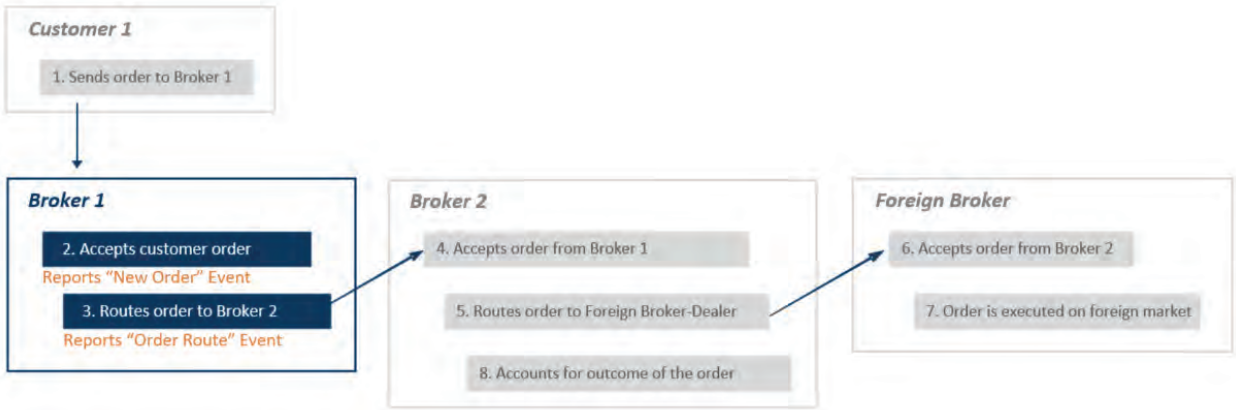 Customer 1
1. Sends order to Broker 1
Broker 1
2. Accepts customer order
Reports “New Order” Event
3. Routes order to Broker 2
Reports “Order Route” Event
Broker 2
4. Accepts order from Broker 1
5. Routes order to Foreign Broker-Dealer
8. Accounts for outcome of the order
Foreign Broker
6. Accepts order from Broker 2
7. Order is executed on foreign market